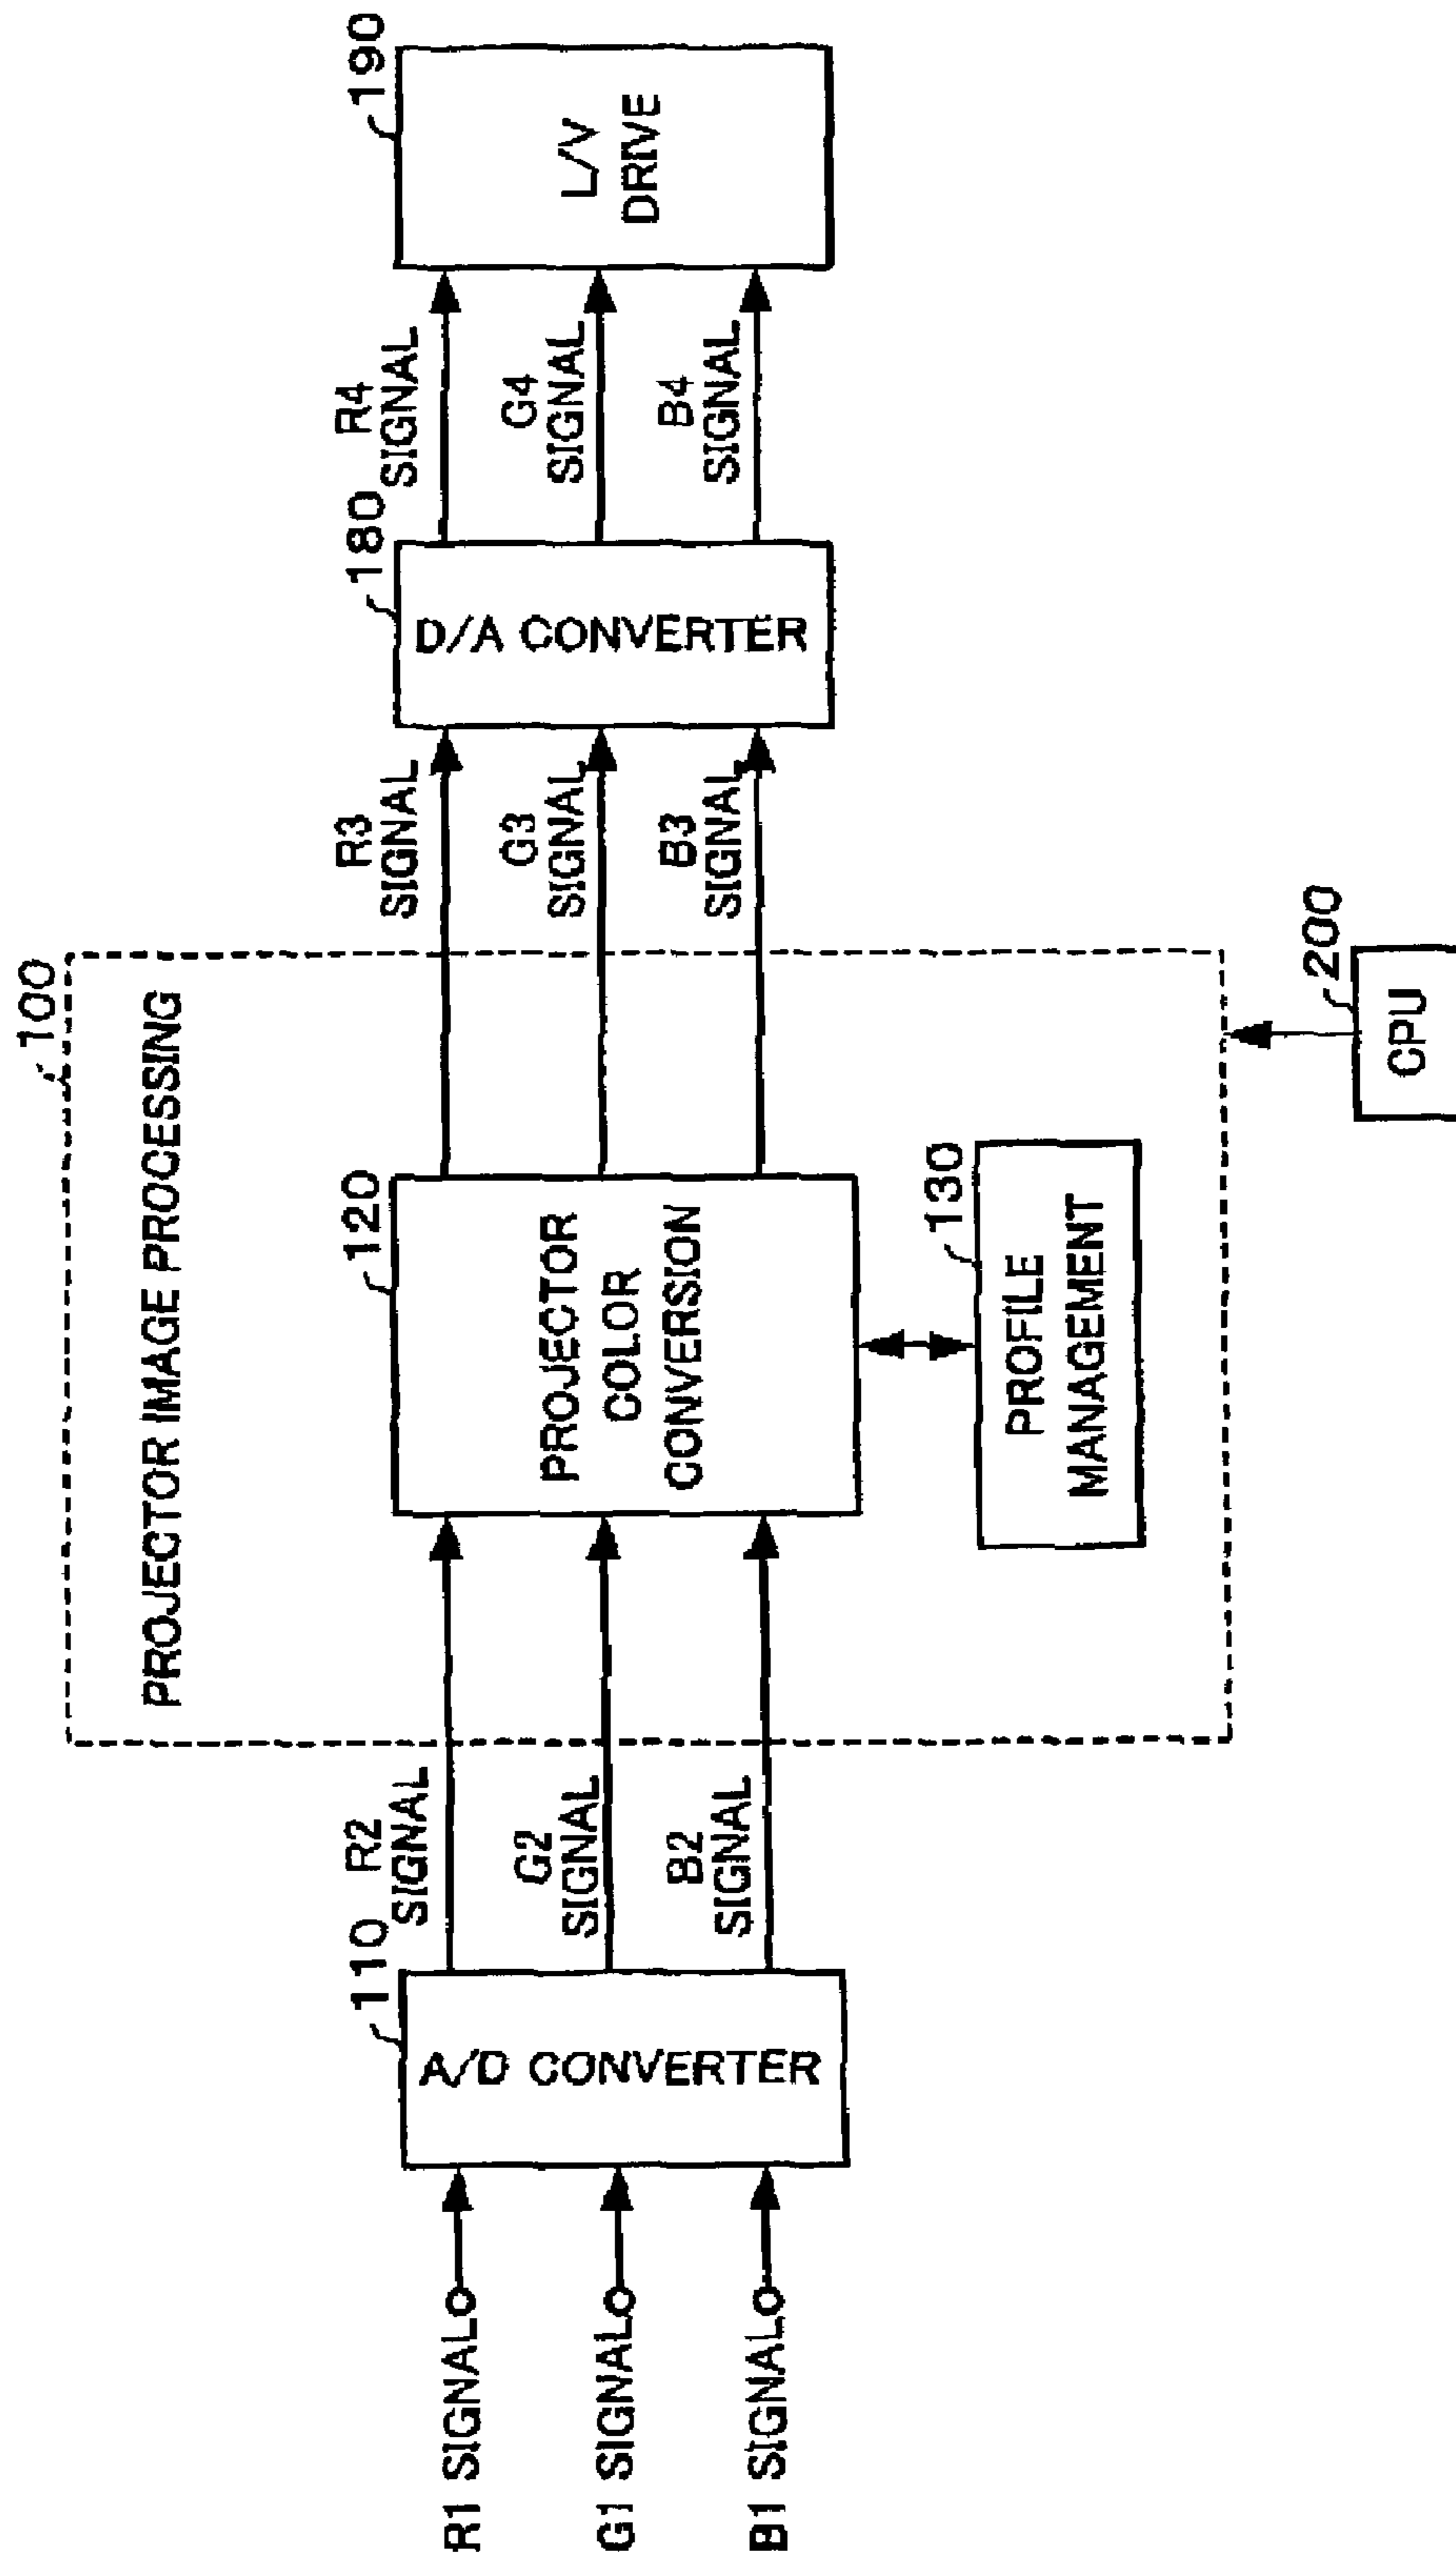 100
PROJECTOR IMAGE PROCESSING
R1 SIGNAL
G1 SIGNAL
B1 SIGNAL
110
A/D CONVERTER
R2
SIGNAL
G2
SIGNAL
B2
SIGNAL
120
PROJECTOR
COLOR
CONVERSION
130
PROFILE
MANAGEMENT
R3
SIGNAL
G3
SIGNAL
B3
SIGNAL
180
D/A CONVERTER
R4
SIGNAL
G4
SIGNAL
B4
SIGNAL
190
L/V
DRIVE
200
CPU